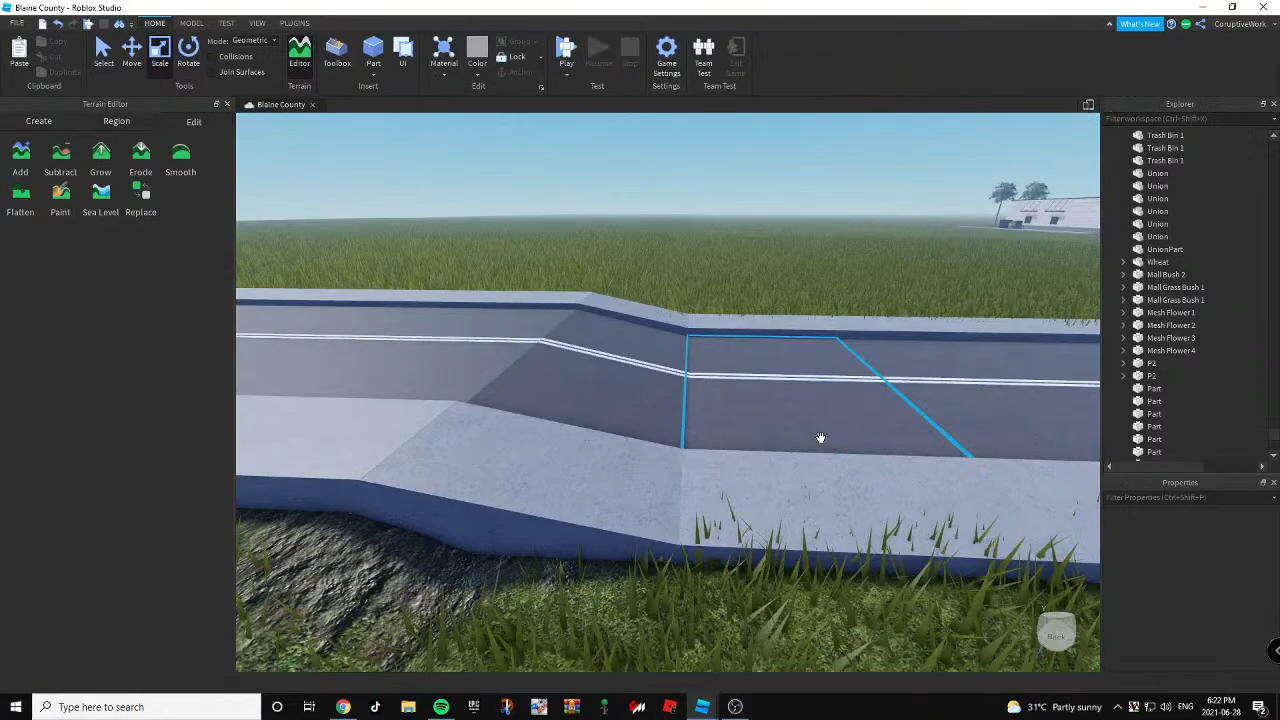 Blaine County - Roblox Studio
FILE
HOME
MODEL
TEST
VIEW
PLUGINS
What's New
CoruptiveWork
Paste
Copy
Cut
Duplicate
Clipboard
Select
Move
Scale
Rotate
Mode: Geometric
Collisions
Join Surfaces
Tools
Editor
Terrain
Toolbox
Part
UI
Insert
Material
Color
Group
Lock
Anchor
Edit
Play
Resume
Stop
Test
Game Settings
Settings
Team Test
Exit Game
Team Test
Terrain Editor
Create
Region
Edit
Add
Subtract
Grow
Erode
Smooth
Flatten
Paint
Sea Level
Replace
Blaine County
Back
Explorer
Filter workspace (Ctrl+Shift+X)
Trash Bin 1
Trash Bin 1
Trash Bin 1
Union
Union
Union
Union
Union
Union
UnionPart
Wheat
Mall Bush 2
Mall Grass Bush 1
Mall Grass Bush 1
Mesh Flower 1
Mesh Flower 2
Mesh Flower 3
Mesh Flower 4
P2
P2
Part
Part
Part
Part
Part
Part
Properties
Filter Properties (Ctrl+Shift+P)
Type here to search
EPIC
31°C Partly sunny
ENG
6:22 PM
2021-06-28